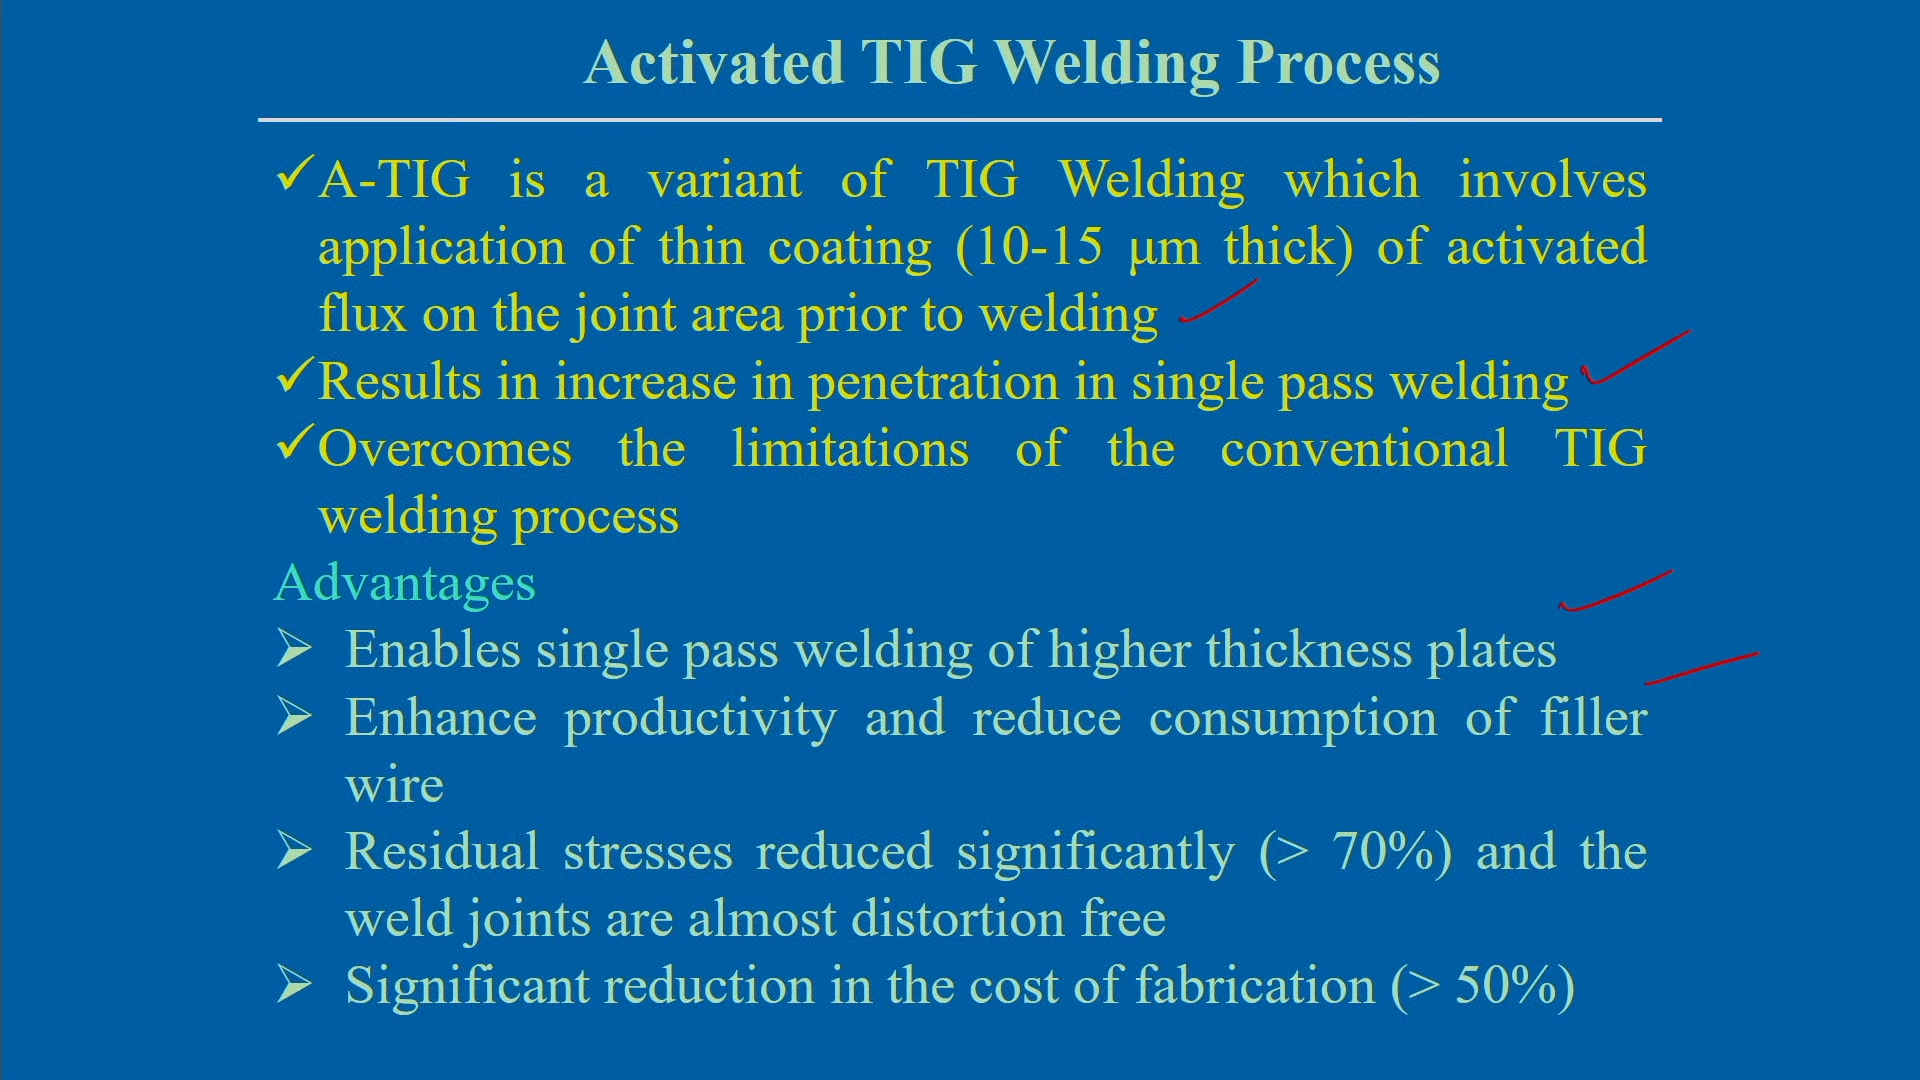 Activated TIG Welding Process
✓A-TIG is a variant of TIG Welding which involves
application of thin coating (10-15 µm thick) of activated
flux on the joint area prior to welding
✓Results in increase in penetration in single pass welding
✓Overcomes the limitations of the conventional TIG
welding process
Advantages
➢ Enables single pass welding of higher thickness plates
➢ Enhance productivity and reduce consumption of filler
wire
➢ Residual stresses reduced significantly (> 70%) and the
weld joints are almost distortion free
➢ Significant reduction in the cost of fabrication (> 50%)